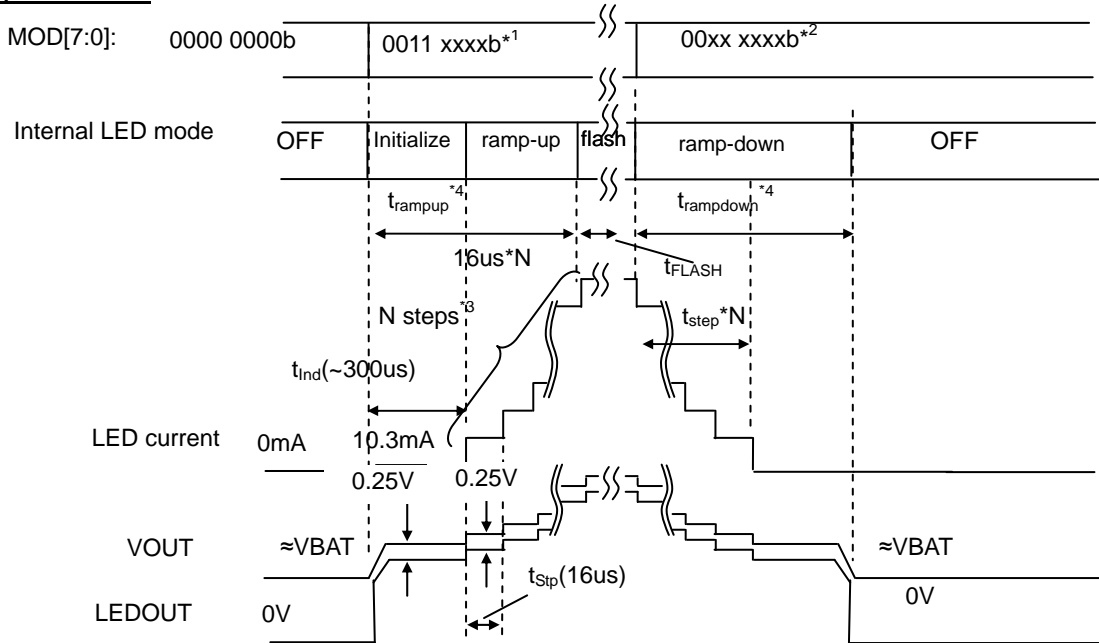 MOD[7:0]: 0000 0000b 0011 xxxxb*1 00xx xxxxb*2
Internal LED mode OFF Initialize ramp-up flash ramp-down OFF
trampup*4 trampdown*4
16us*N tFLASH
N steps*3 tstep*N
tInd(~300us)
LED current 0mA 10.3mA
0.25V 0.25V
VOUT ≈VBAT ≈VBAT
tStp(16us)
LEDOUT 0V 0V